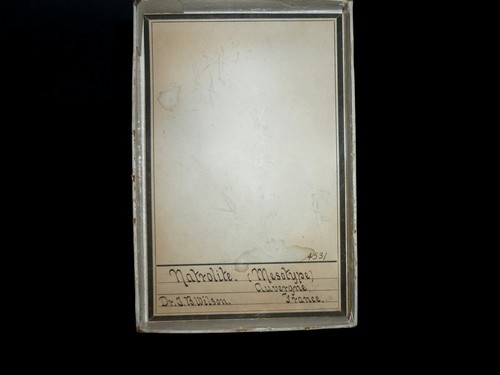 4531
Natrolite. (Mesotype)
Auvergne.
Dr. T. B. Wilson. France.